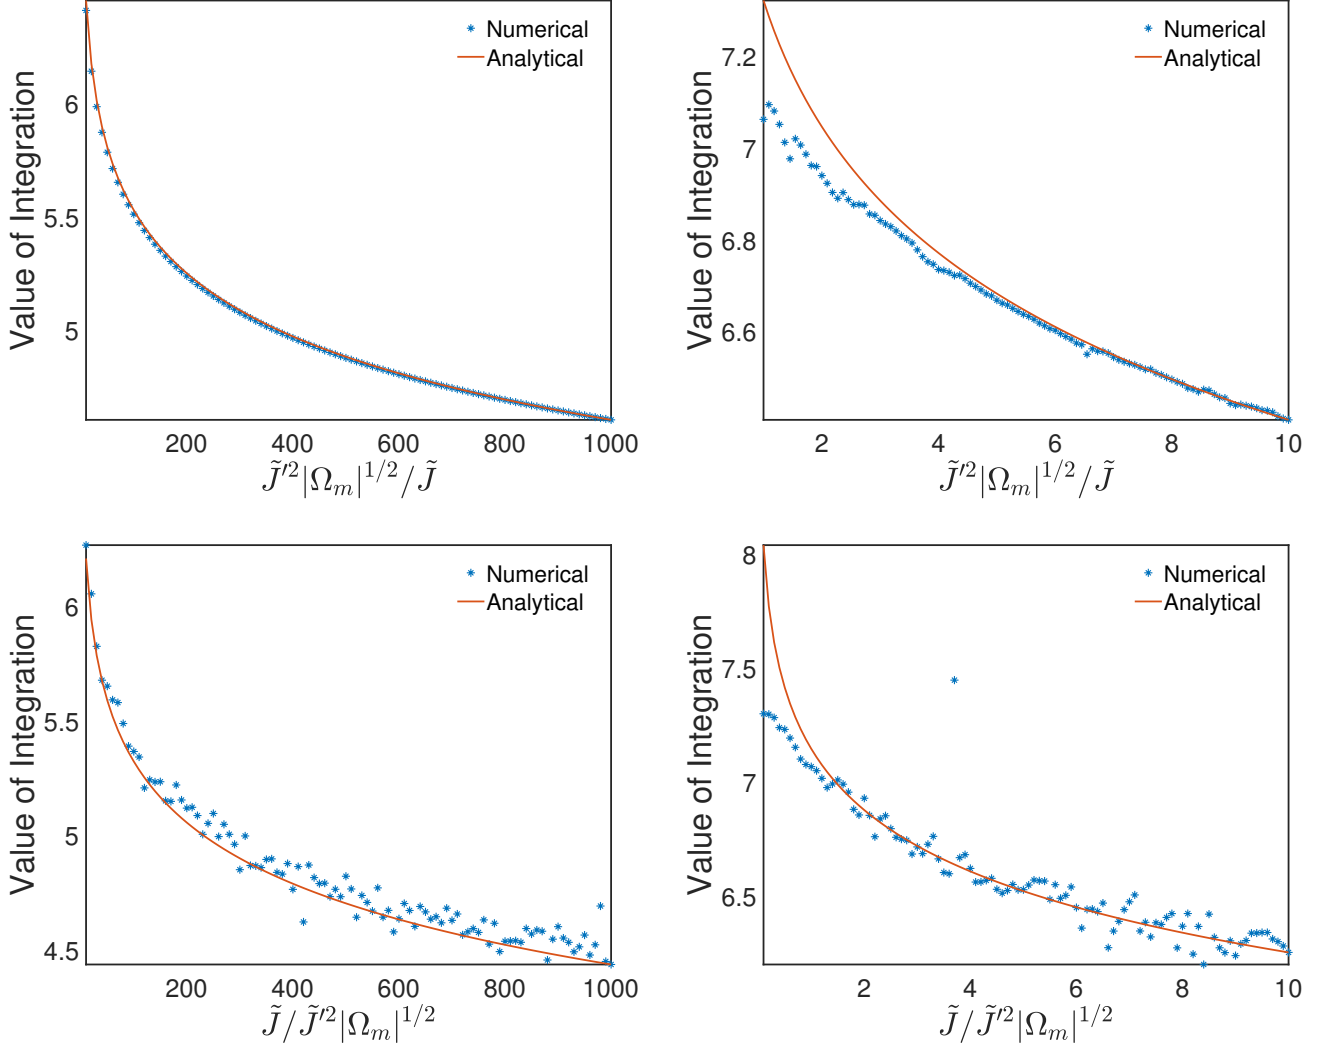 Numerical
Analytical
Value of Integration
6
5.5
5
200 400 600 800 1000
J̃′²|Ωₘ|^{1/2}/J̃
Numerical
Analytical
Value of Integration
7.2
7
6.8
6.6
2 4 6 8 10
J̃′²|Ωₘ|^{1/2}/J̃
Numerical
Analytical
Value of Integration
6
5.5
5
4.5
200 400 600 800 1000
J̃/J̃′²|Ωₘ|^{1/2}
Numerical
Analytical
Value of Integration
8
7.5
7
6.5
2 4 6 8 10
J̃/J̃′²|Ωₘ|^{1/2}